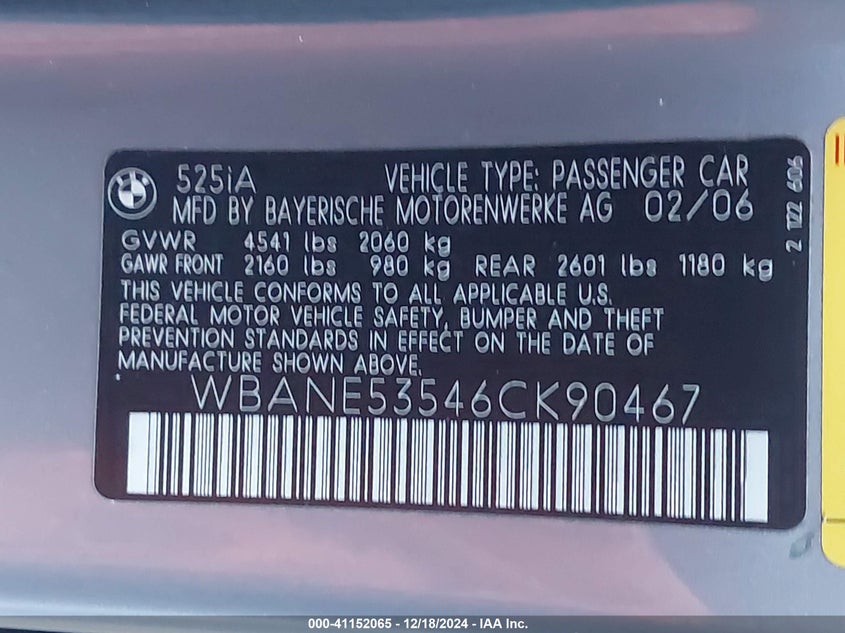 525iA VEHICLE TYPE: PASSENGER CAR
MFD BY BAYERISCHE MOTORENWERKE AG 02/06
GVWR 4541 lbs 2060 kg
GAWR FRONT 2160 lbs 980 kg REAR 2601 lbs 1180 kg
THIS VEHICLE CONFORMS TO ALL APPLICABLE U.S.
FEDERAL MOTOR VEHICLE SAFETY, BUMPER AND THEFT
PREVENTION STANDARDS IN EFFECT ON THE DATE OF
MANUFACTURE SHOWN ABOVE.
WBANE53546CK90467
2 122 606
000-41152065 - 12/18/2024 - IAA Inc.